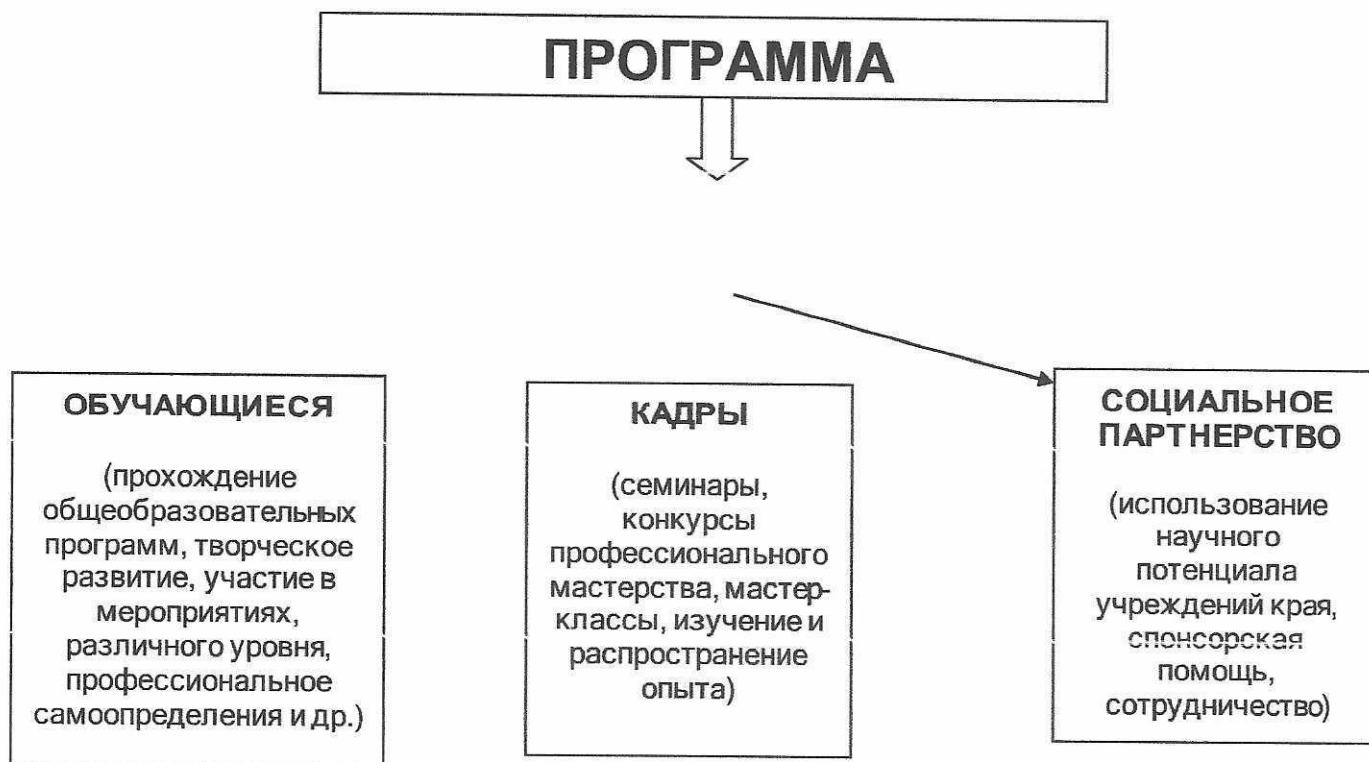 ПРОГРАММА
ОБУЧАЮЩИЕСЯ
(прохождение
общеобразовательных
программ, творческое
развитие, участие в
мероприятиях,
различного уровня,
профессиональное
самоопределения и др.)
КАДРЫ
(семинары,
конкурсы
профессионального
мастерства, мастер-
классы, изучение и
распространение
опыта)
СОЦИАЛЬНОЕ
ПАРТНЕРСТВО
(использование
научного
потенциала
учреждений края,
спонсорская
помощь,
сотрудничество)